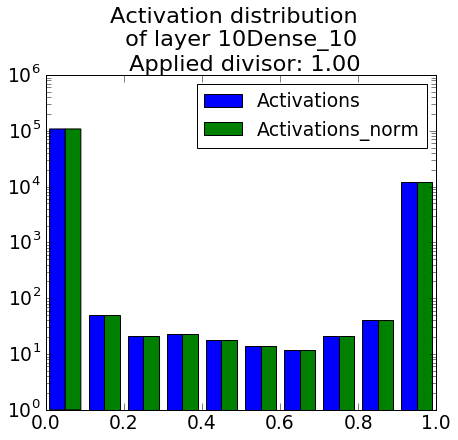 Activation distribution
of layer 10Dense_10
Applied divisor: 1.00
10^6
Activations
Activations_norm
10^5
10^4
10^3
10^2
10^1
10^0
0.0 0.2 0.4 0.6 0.8 1.0